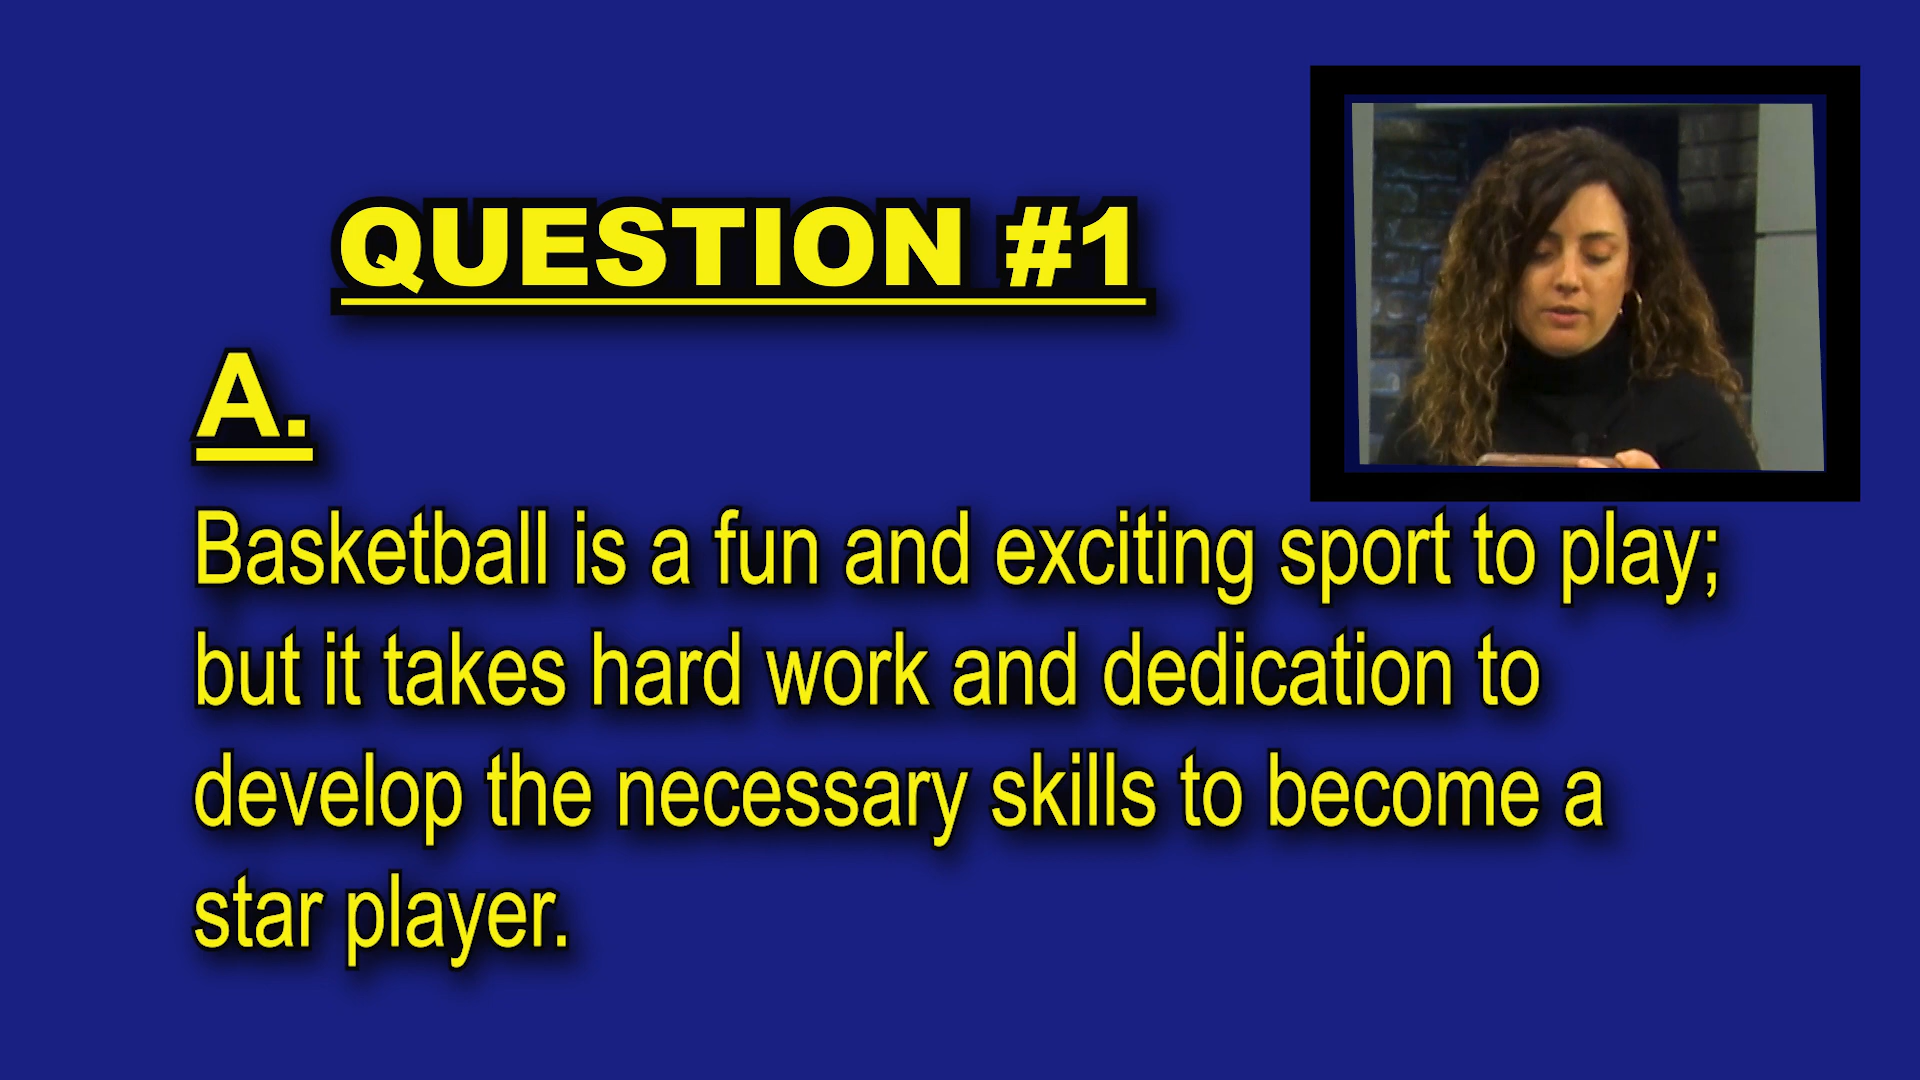 QUESTION #1
A.
Basketball is a fun and exciting sport to play;
but it takes hard work and dedication to
develop the necessary skills to become a
star player.